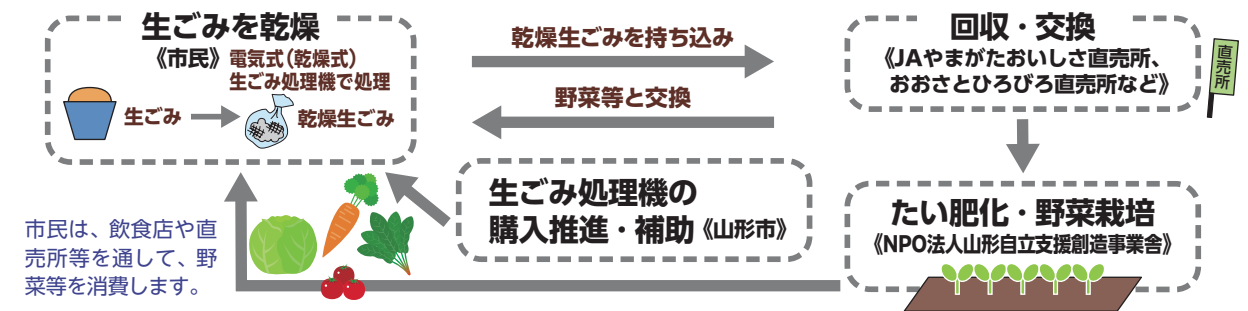 生ごみを乾燥
《市民》電気式(乾燥式)
生ごみ処理機で処理
生ごみ
乾燥生ごみ
乾燥生ごみを持ち込み
野菜等と交換
回収・交換
《JAやまがたおいしさ直売所、
おおさとひろびろ直売所など》
直売所
生ごみ処理機の
購入推進・補助《山形市》
たい肥化・野菜栽培
《NPO法人山形自立支援創造事業舎》
市民は、飲食店や直
売所等を通して、野
菜等を消費します。